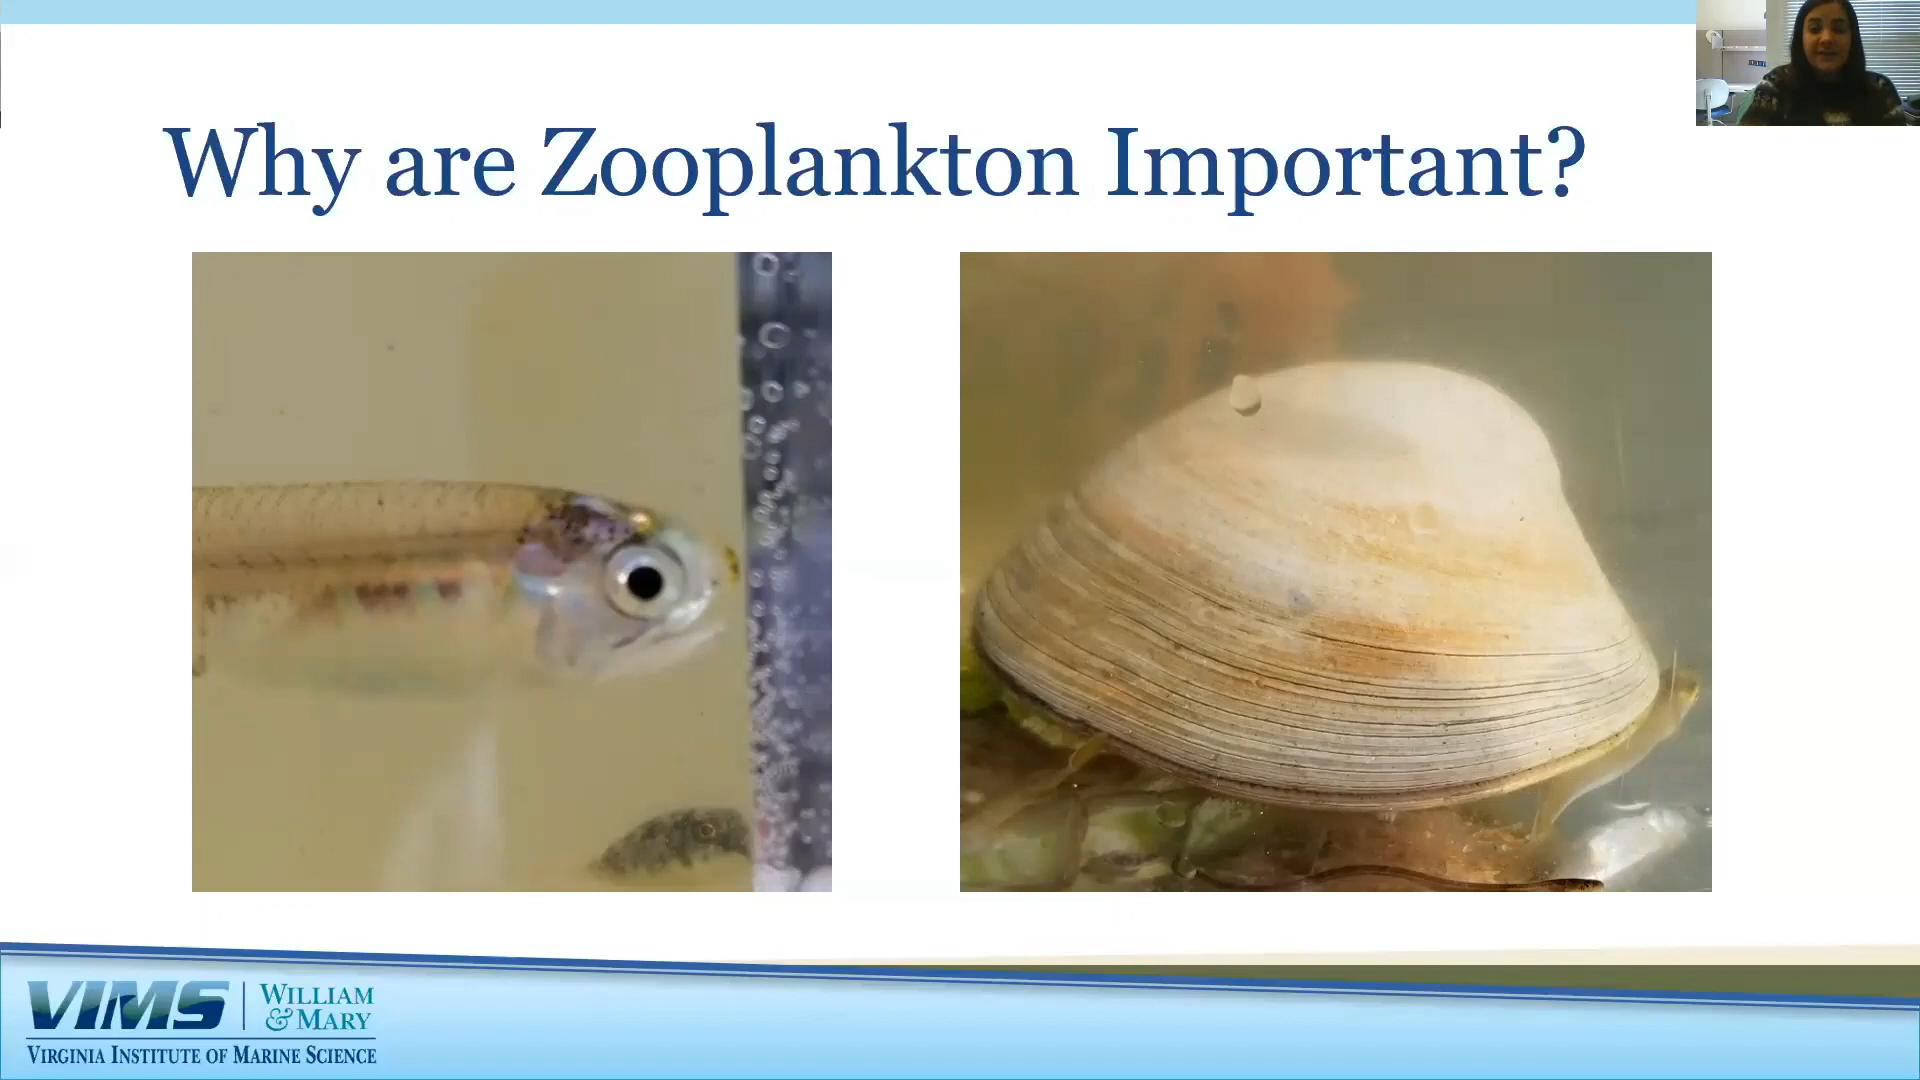 Why are Zooplankton Important?
VIMS
WILLIAM
& MARY
VIRGINIA INSTITUTE OF MARINE SCIENCE